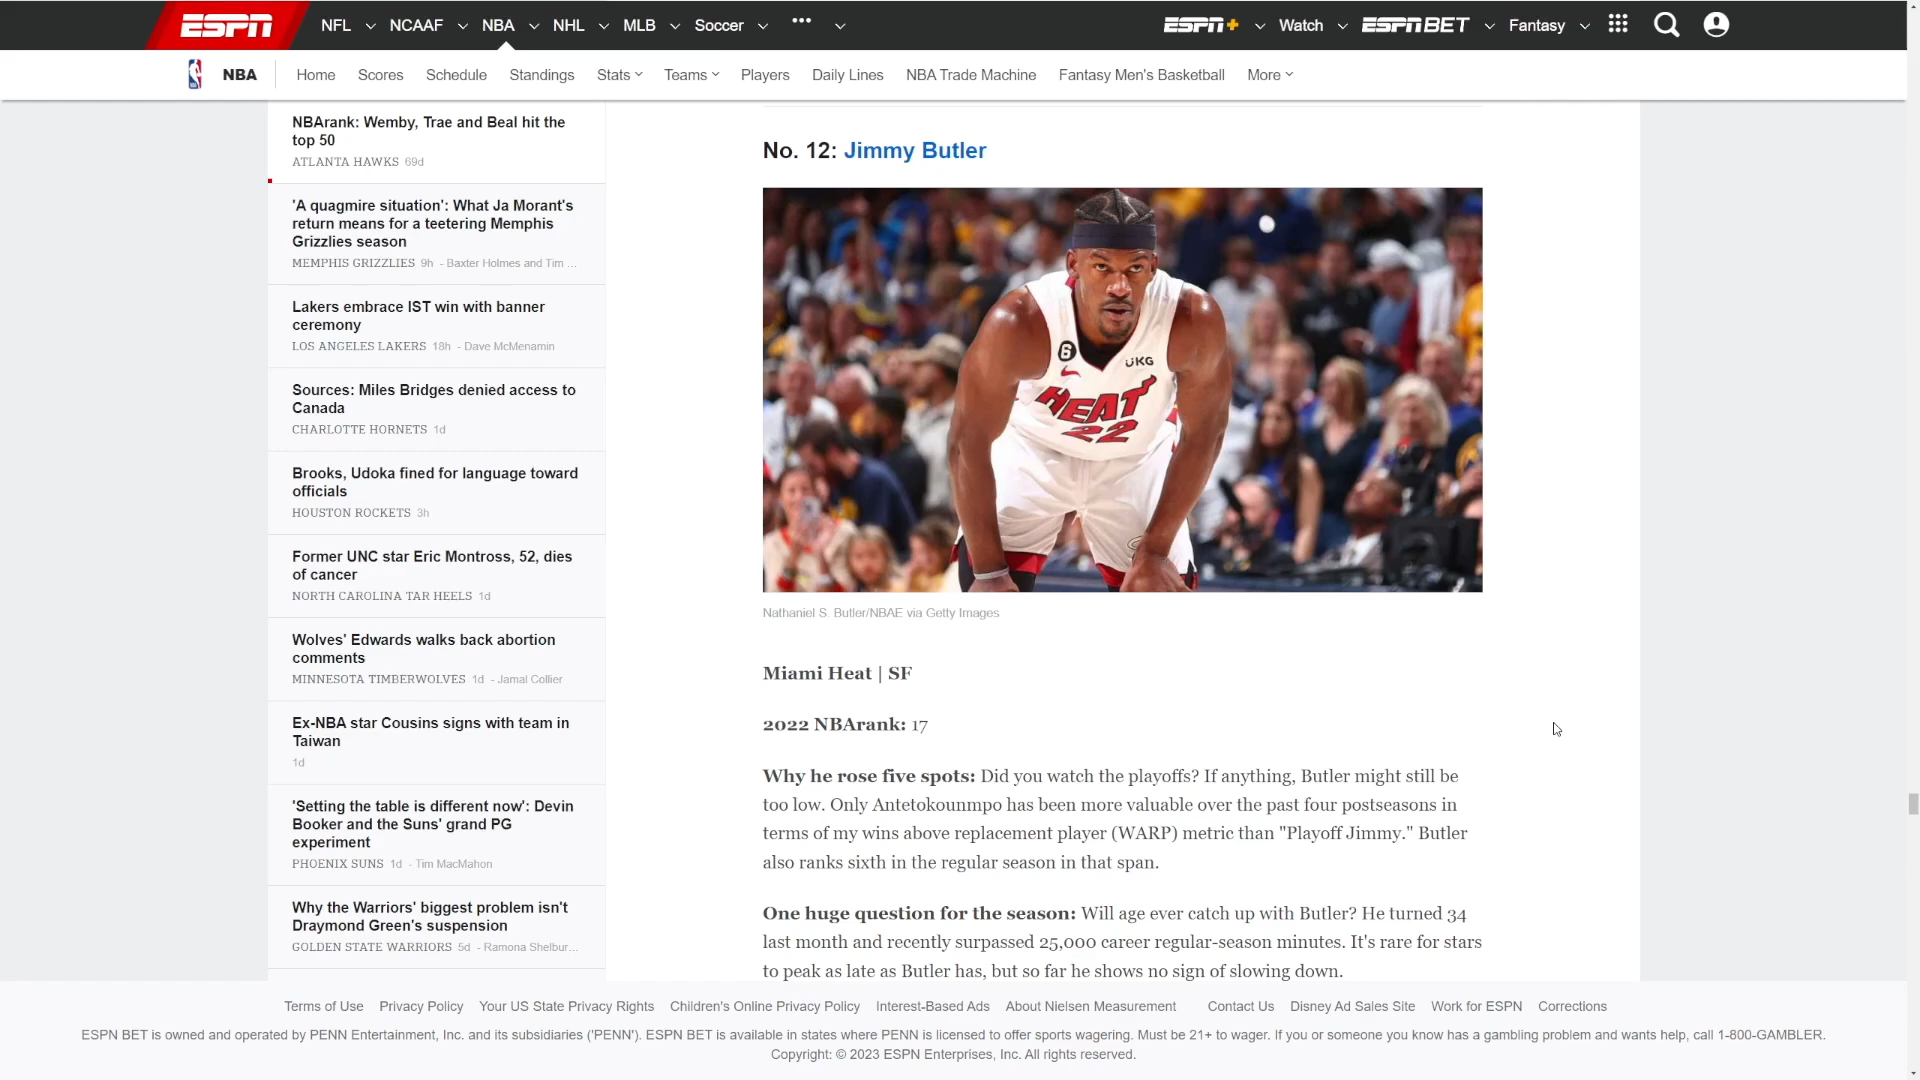 ESPN NFL NCAAF NBA NHL MLB Soccer ••• ESPN+ Watch ESPN BET Fantasy
NBA Home Scores Schedule Standings Stats Teams Players Daily Lines NBA Trade Machine Fantasy Men's Basketball More
NBArank: Wemby, Trae and Beal hit the
top 50
ATLANTA HAWKS 69d
'A quagmire situation': What Ja Morant's
return means for a teetering Memphis
Grizzlies season
MEMPHIS GRIZZLIES 9h - Baxter Holmes and Tim ...
Lakers embrace IST win with banner
ceremony
LOS ANGELES LAKERS 18h - Dave McMenamin
Sources: Miles Bridges denied access to
Canada
CHARLOTTE HORNETS 1d
Brooks, Udoka fined for language toward
officials
HOUSTON ROCKETS 3h
Former UNC star Eric Montross, 52, dies
of cancer
NORTH CAROLINA TAR HEELS 1d
Wolves' Edwards walks back abortion
comments
MINNESOTA TIMBERWOLVES 1d - Jamal Collier
Ex-NBA star Cousins signs with team in
Taiwan
1d
'Setting the table is different now': Devin
Booker and the Suns' grand PG
experiment
PHOENIX SUNS 1d - Tim MacMahon
Why the Warriors' biggest problem isn't
Draymond Green's suspension
GOLDEN STATE WARRIORS 5d - Ramona Shelbur...
No. 12: Jimmy Butler
6
UKG
HEAT
22
Nathaniel S. Butler/NBAE via Getty Images
Miami Heat | SF
2022 NBArank: 17
Why he rose five spots: Did you watch the playoffs? If anything, Butler might still be
too low. Only Antetokounmpo has been more valuable over the past four postseasons in
terms of my wins above replacement player (WARP) metric than "Playoff Jimmy." Butler
also ranks sixth in the regular season in that span.
One huge question for the season: Will age ever catch up with Butler? He turned 34
last month and recently surpassed 25,000 career regular-season minutes. It's rare for stars
to peak as late as Butler has, but so far he shows no sign of slowing down.
Terms of Use Privacy Policy Your US State Privacy Rights Children's Online Privacy Policy Interest-Based Ads About Nielsen Measurement Contact Us Disney Ad Sales Site Work for ESPN Corrections
ESPN BET is owned and operated by PENN Entertainment, Inc. and its subsidiaries ('PENN'). ESPN BET is available in states where PENN is licensed to offer sports wagering. Must be 21+ to wager. If you or someone you know has a gambling problem and wants help, call 1-800-GAMBLER.
Copyright: © 2023 ESPN Enterprises, Inc. All rights reserved.